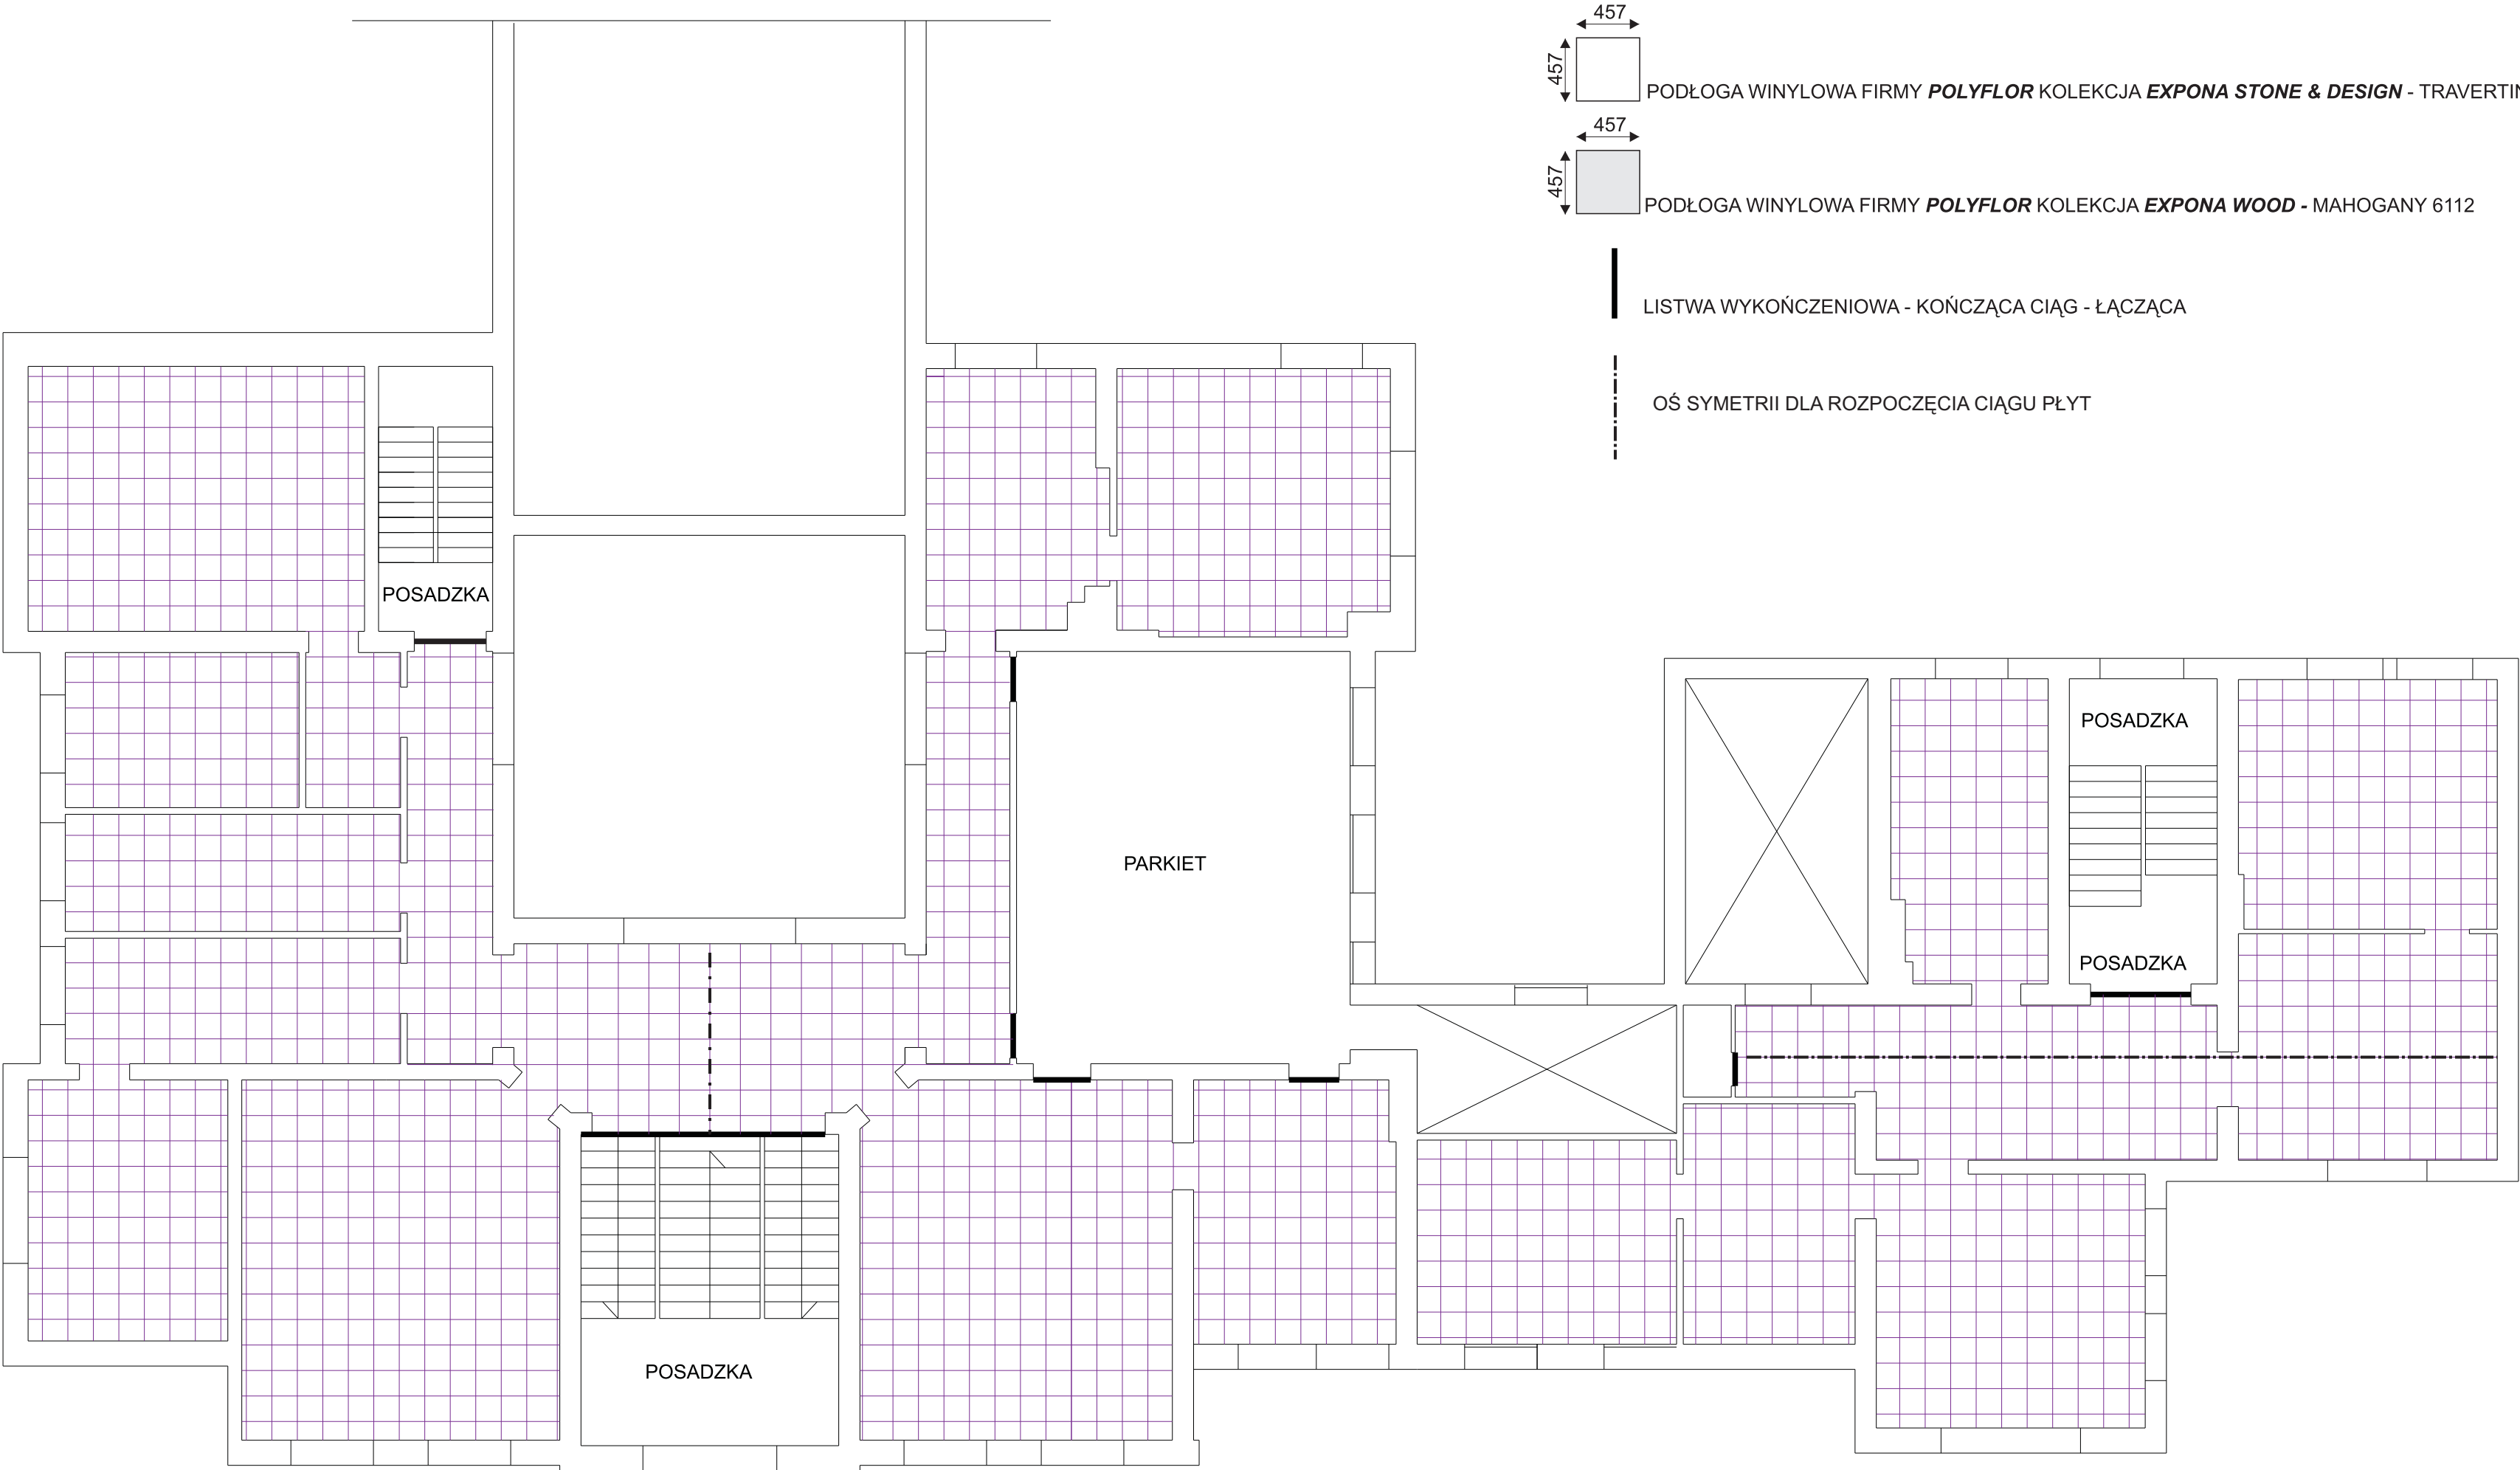 457
457
PODŁOGA WINYLOWA FIRMY POLYFLOR KOLEKCJA EXPONA STONE & DESIGN - TRAVERTIN
457
457
PODŁOGA WINYLOWA FIRMY POLYFLOR KOLEKCJA EXPONA WOOD - MAHOGANY 6112
LISTWA WYKOŃCZENIOWA - KOŃCZĄCA CIĄG - ŁĄCZĄCA
OŚ SYMETRII DLA ROZPOCZĘCIA CIĄGU PŁYT
POSADZKA
POSADZKA
PARKIET
POSADZKA
POSADZKA